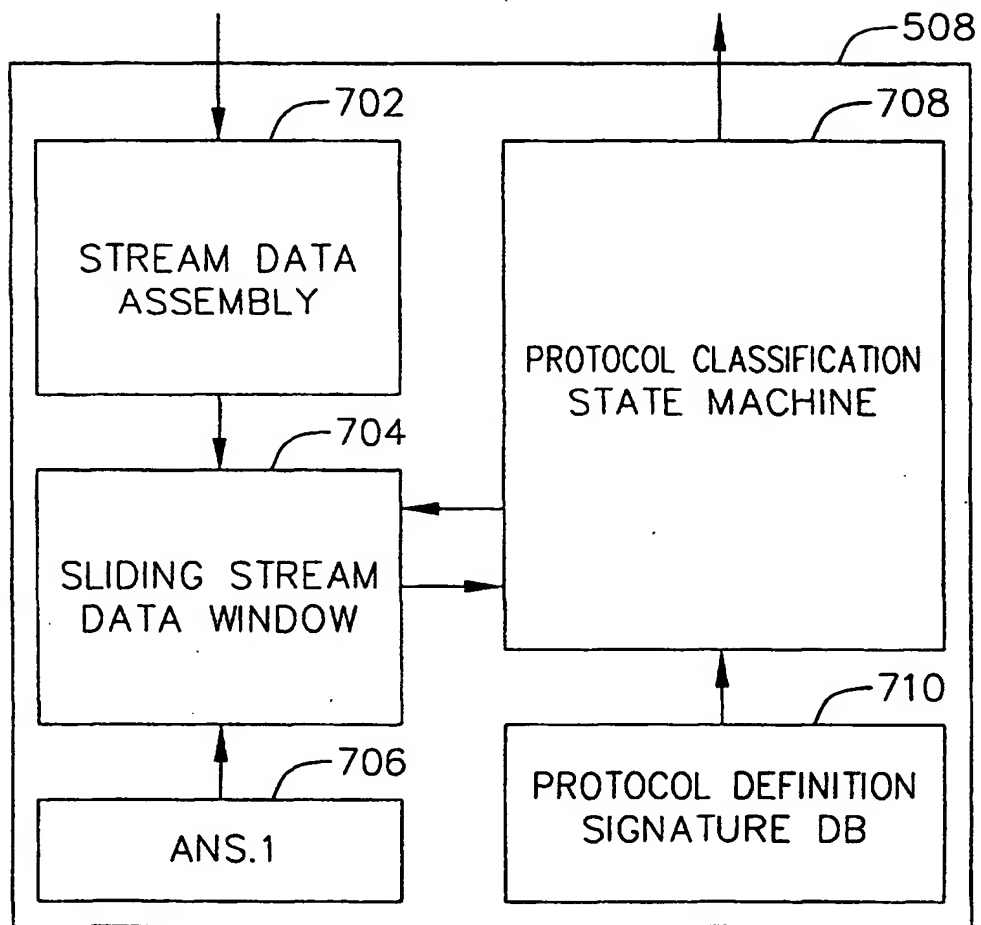 508
702
STREAM DATA
ASSEMBLY
708
PROTOCOL CLASSIFICATION
STATE MACHINE
704
SLIDING STREAM
DATA WINDOW
706
ANS.1
710
PROTOCOL DEFINITION
SIGNATURE DB